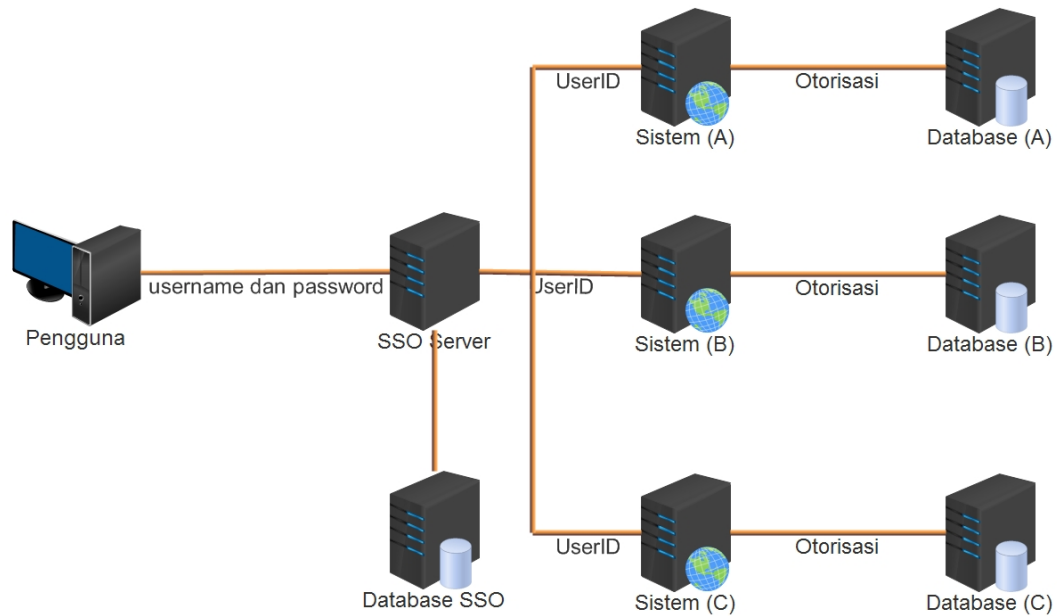 UserID
Otorisasi
Sistem (A)
Database (A)
username dan password
UserID
Otorisasi
Pengguna
SSO Server
Sistem (B)
Database (B)
UserID
Otorisasi
Database SSO
Sistem (C)
Database (C)